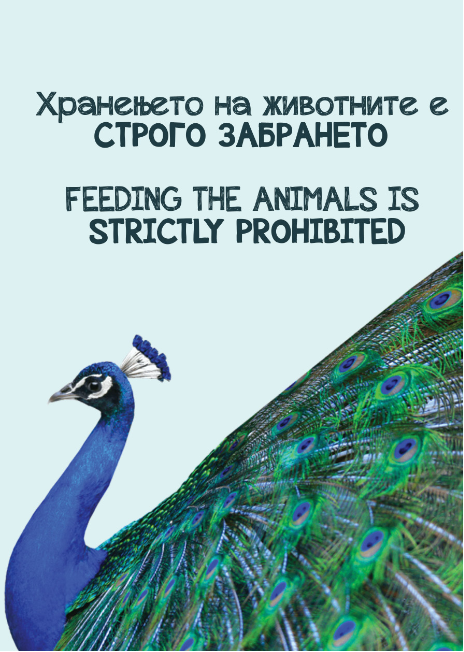 Хранењето на животните е
СТРОГО ЗАБРАНЕТО
FEEDING THE ANIMALS IS
STRICTLY PROHIBITED